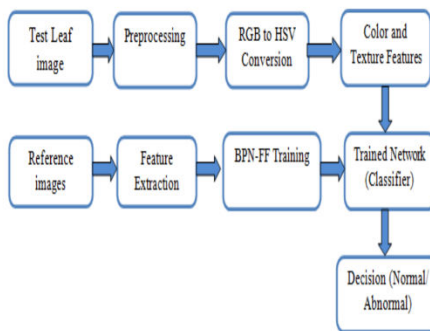 Test Leaf
image
Preprocessing
RGB to HSV
Conversion
Color and
Texture Features
Reference
images
Feature
Extraction
BPN-FF Training
Trained Network
(Classifier)
Decision (Normal/
Abnormal)